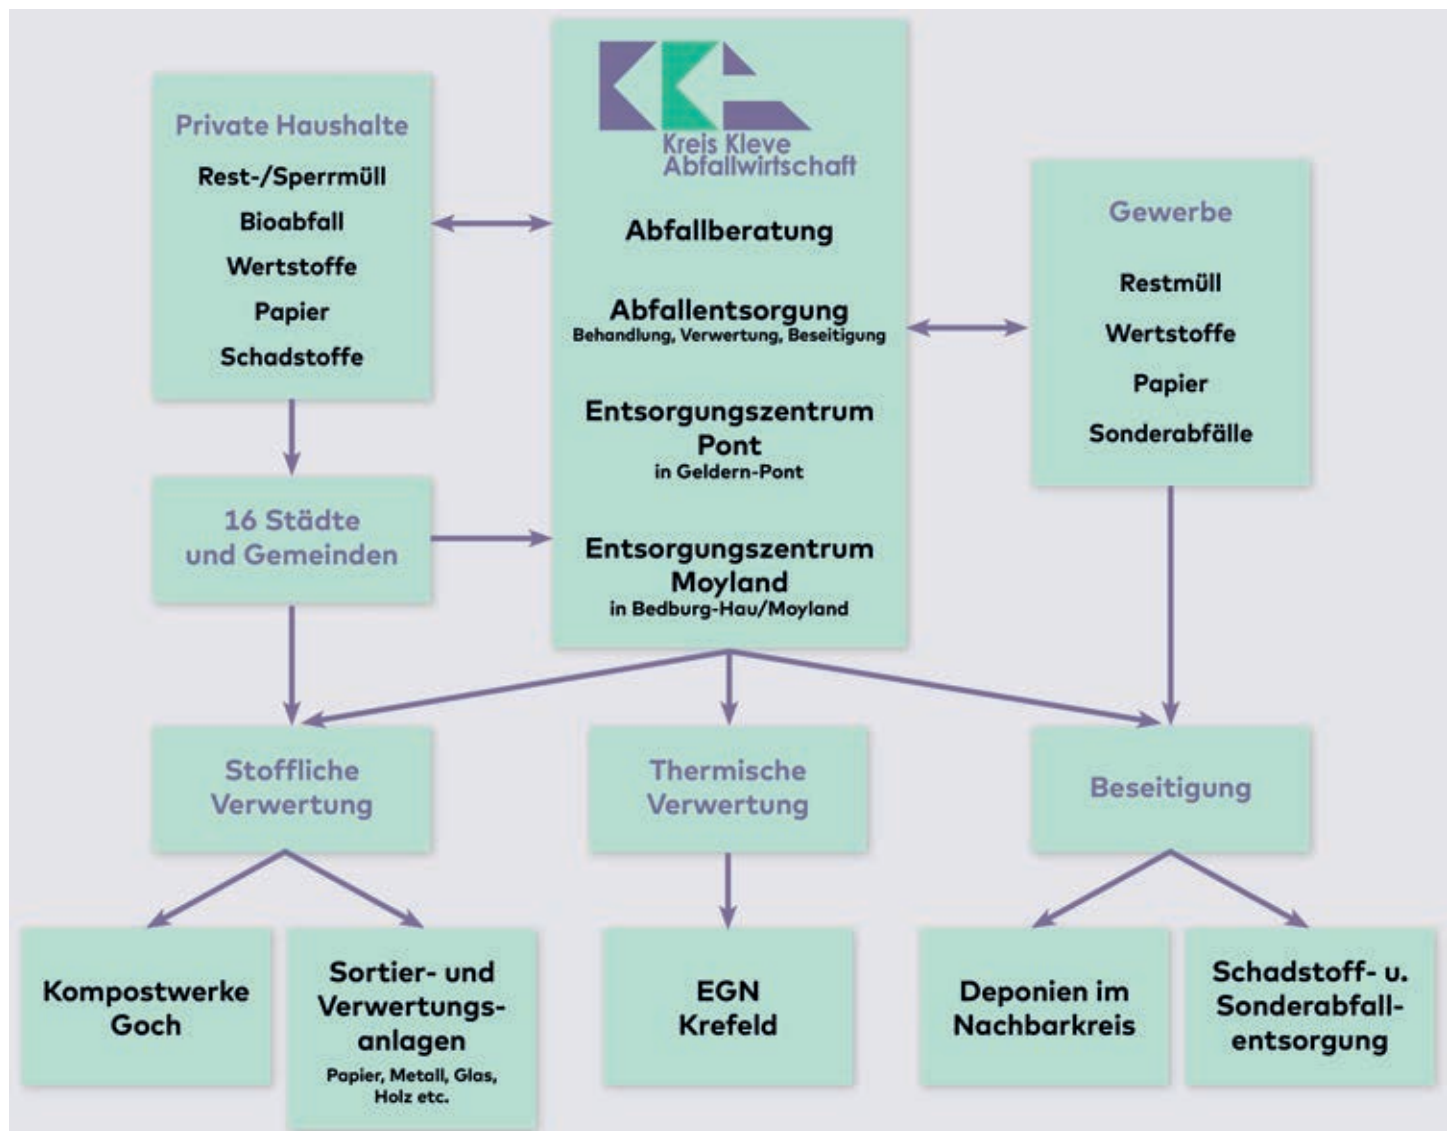 Private Haushalte
Rest-/Sperrmüll
Bioabfall
Wertstoffe
Papier
Schadstoffe
16 Städte
und Gemeinden
Kreis Kleve
Abfallwirtschaft
Abfallberatung
Abfallentsorgung
Behandlung, Verwertung, Beseitigung
Entsorgungszentrum
Pont
in Geldern-Pont
Entsorgungszentrum
Moyland
in Bedburg-Hau/Moyland
Gewerbe
Restmüll
Wertstoffe
Papier
Sonderabfälle
Stoffliche
Verwertung
Thermische
Verwertung
Beseitigung
Kompostwerke
Goch
Sortier- und
Verwertungs-
anlagen
Papier, Metall, Glas,
Holz etc.
EGN
Krefeld
Deponien im
Nachbarkreis
Schadstoff- u.
Sonderabfall-
entsorgung